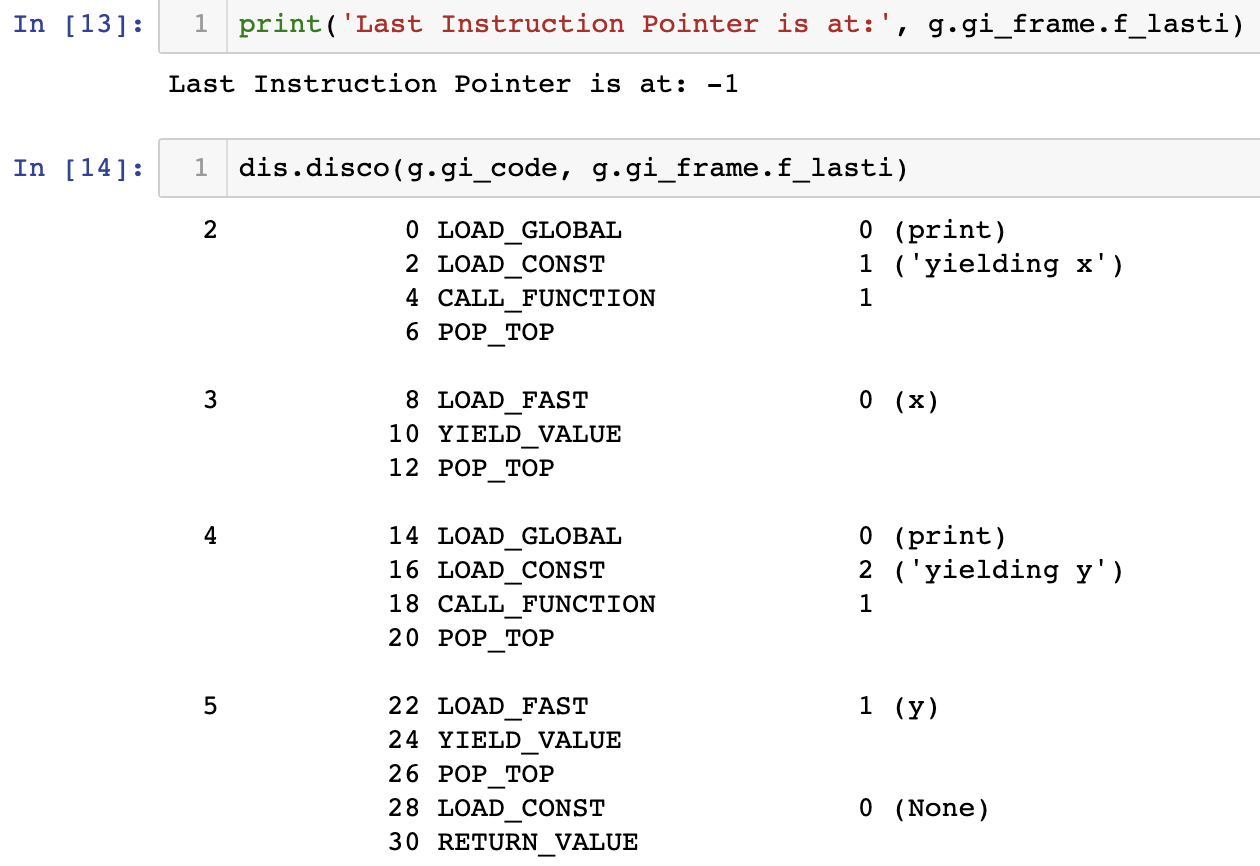 In [13]: 1 print('Last Instruction Pointer is at:', g.gi_frame.f_lasti)
Last Instruction Pointer is at: -1
In [14]: 1 dis.disco(g.gi_code, g.gi_frame.f_lasti)
2 0 LOAD_GLOBAL 0 (print)
2 LOAD_CONST 1 ('yielding x')
4 CALL_FUNCTION 1
6 POP_TOP
3 8 LOAD_FAST 0 (x)
10 YIELD_VALUE
12 POP_TOP
4 14 LOAD_GLOBAL 0 (print)
16 LOAD_CONST 2 ('yielding y')
18 CALL_FUNCTION 1
20 POP_TOP
5 22 LOAD_FAST 1 (y)
24 YIELD_VALUE
26 POP_TOP
28 LOAD_CONST 0 (None)
30 RETURN_VALUE